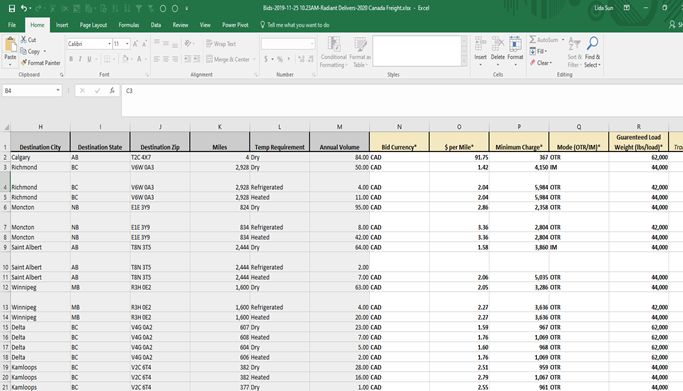 Bids-2019-11-25 10.23AM-Radiant Delivers-2020 Canada Freight.xlsx - Excel
Lida Sun
File Home Insert Page Layout Formulas Data Review View Power Pivot Tell me what you want to do
Cut
Copy
Format Painter
Paste
Calibri 11
B I U
Wrap Text
Merge & Center
$ % ,
Conditional Formatting
Format as Table
Insert Delete Format
AutoSum
Fill
Clear
Sort & Filter
Find & Select
Clipboard Font Alignment Number Styles Cells Editing
B4 fx C3
H I J K L M N O P Q R
1 Destination City Destination State Destination Zip Miles Temp Requirement Annual Volume Bid Currency* $ per Mile* Minimum Charge* Mode (OTR/IM)* Guarenteed Load Weight (lbs/load)*
2 Calgary AB T2C 4X7 4 Dry 84.00 CAD 91.75 367 OTR 62,000
3 Richmond BC V6W 0A3 2,928 Dry 50.00 CAD 1.42 4,150 IM 44,000
4 Richmond BC V6W 0A3 2,928 Refrigerated 4.00 CAD 2.04 5,984 OTR 42,000
5 Richmond BC V6W 0A3 2,928 Heated 11.00 CAD 2.04 5,984 OTR 44,000
6 Moncton NB E1E 3Y9 824 Dry 95.00 CAD 2.86 2,358 OTR 44,000
7 Moncton NB E1E 3Y9 834 Refrigerated 8.00 CAD 3.36 2,804 OTR 42,000
8 Moncton NB E1E 3Y9 834 Heated 42.00 CAD 3.36 2,804 OTR 44,000
9 Saint Albert AB T8N 3T5 2,444 Dry 64.00 CAD 1.58 3,860 IM 44,000
10 Saint Albert AB T8N 3T5 2,444 Refrigerated 2.00
11 Saint Albert AB T8N 3T5 2,444 Heated 7.00 CAD 2.06 5,035 OTR 44,000
12 Winnipeg MB R3H 0E2 1,600 Dry 63.00 CAD 2.05 3,286 OTR 44,000
13 Winnipeg MB R3H 0E2 1,600 Refrigerated 4.00 CAD 2.27 3,636 OTR 42,000
14 Winnipeg MB R3H 0E2 1,600 Heated 20.00 CAD 2.27 3,636 OTR 44,000
15 Delta BC V4G 0A2 607 Dry 23.00 CAD 1.59 967 OTR 62,000
16 Delta BC V4G 0A2 608 Heated 7.00 CAD 1.76 1,069 OTR 62,000
17 Delta BC V4G 0A2 604 Dry 5.00 CAD 1.60 968 OTR 62,000
18 Delta BC V4G 0A2 606 Heated 2.00 CAD 1.76 1,069 OTR 62,000
19 Kamloops BC V2C 6T4 382 Dry 28.00 CAD 2.51 959 OTR 44,000
20 Kamloops BC V2C 6T4 382 Heated 16.00 CAD 2.79 1,067 OTR 44,000
21 Kamloops BC V2C 6T4 377 Dry 1.00 CAD 2.55 961 OTR 44,000